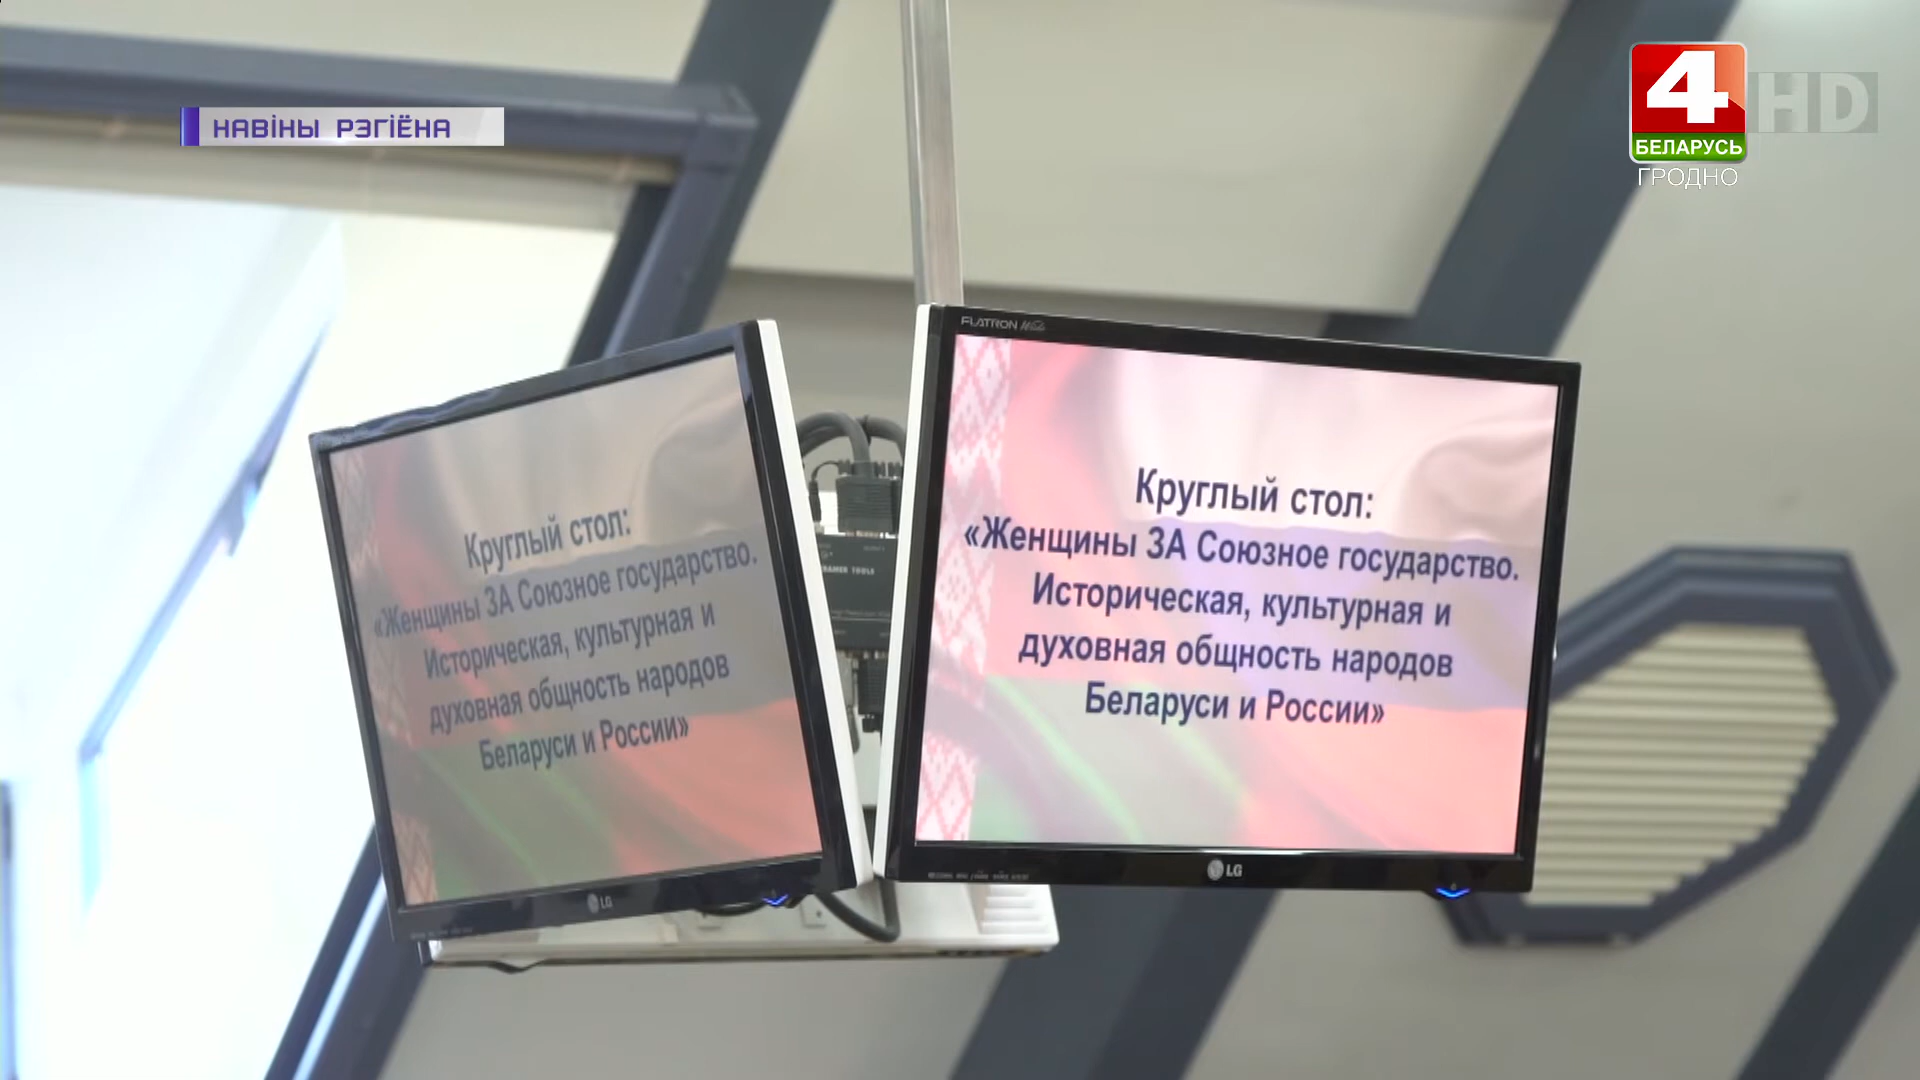 НАВІНЫ РЭГІЁНА
4 HD
БЕЛАРУСЬ
ГРОДНО
FLATRON
Круглый стол:
«Женщины ЗА Союзное государство.
Историческая, культурная и
духовная общность народов
Беларуси и России»
LG
Круглый стол:
«Женщины ЗА Союзное государство.
Историческая, культурная и
духовная общность народов
Беларуси и России»
LG